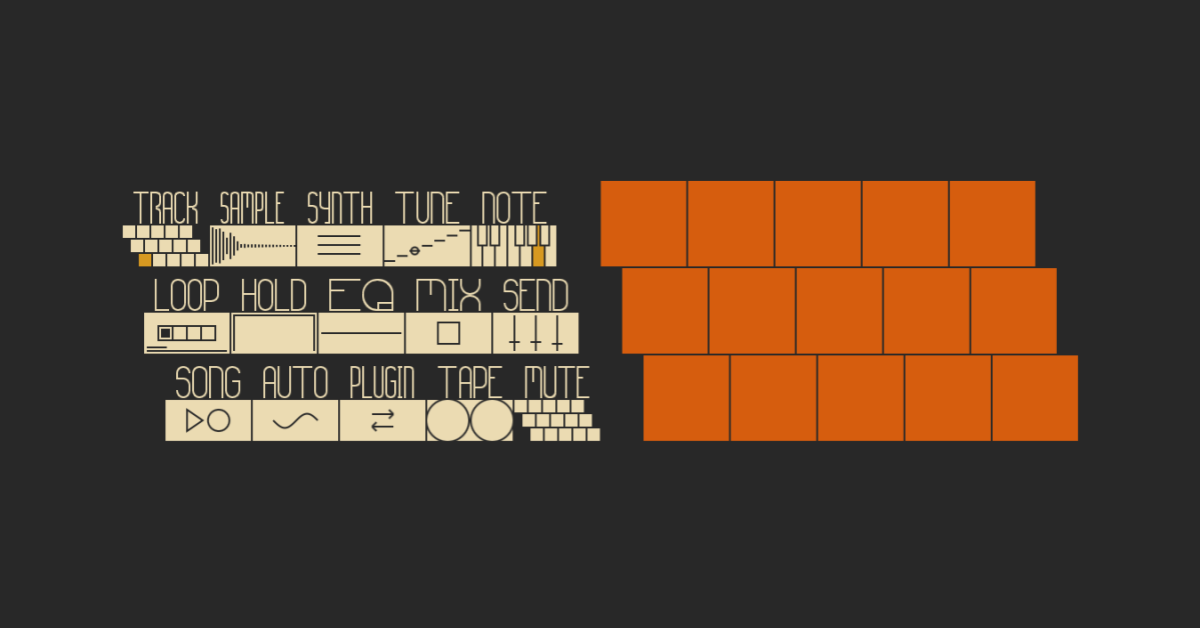 TRACK SAMPLE SYNTH TUNE NOTE
LOOP HOLD EQ MIX SEND
SONG AUTO PLUGIN TAPE MUTE